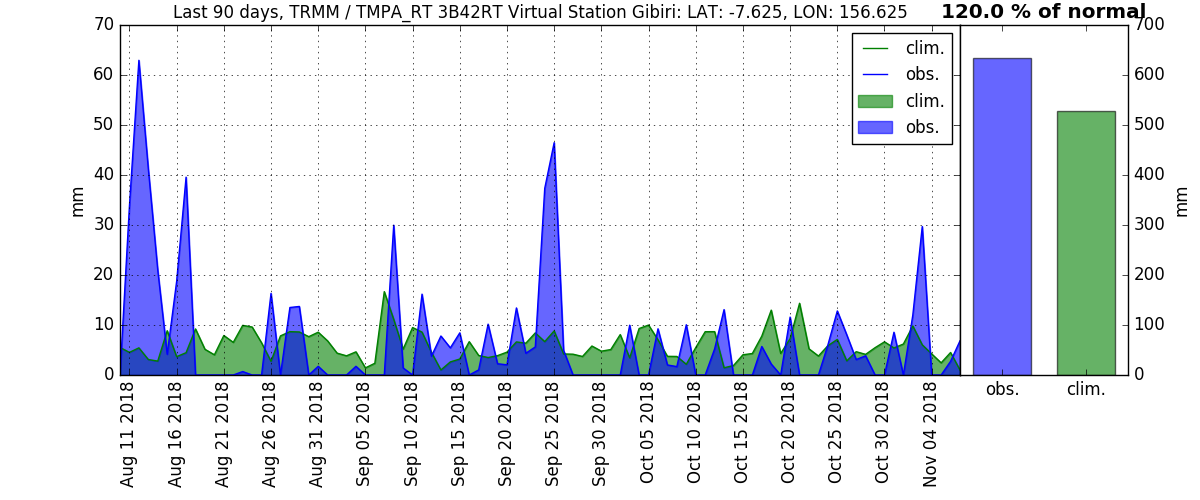 Last 90 days, TRMM / TMPA_RT 3B42RT Virtual Station Gibiri: LAT: -7.625, LON: 156.625
120.0 % of normal
70
60
50
40
30
20
10
0
mm
clim.
obs.
clim.
obs.
700
600
500
400
300
200
100
0
mm
obs.
clim.
Aug 11 2018
Aug 16 2018
Aug 21 2018
Aug 26 2018
Aug 31 2018
Sep 05 2018
Sep 10 2018
Sep 15 2018
Sep 20 2018
Sep 25 2018
Sep 30 2018
Oct 05 2018
Oct 10 2018
Oct 15 2018
Oct 20 2018
Oct 25 2018
Oct 30 2018
Nov 04 2018